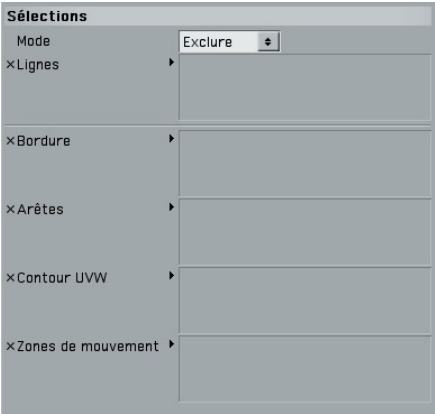 Sélections
Mode Exclure
×Lignes
×Bordure
×Arêtes
×Contour UVW
×Zones de mouvement